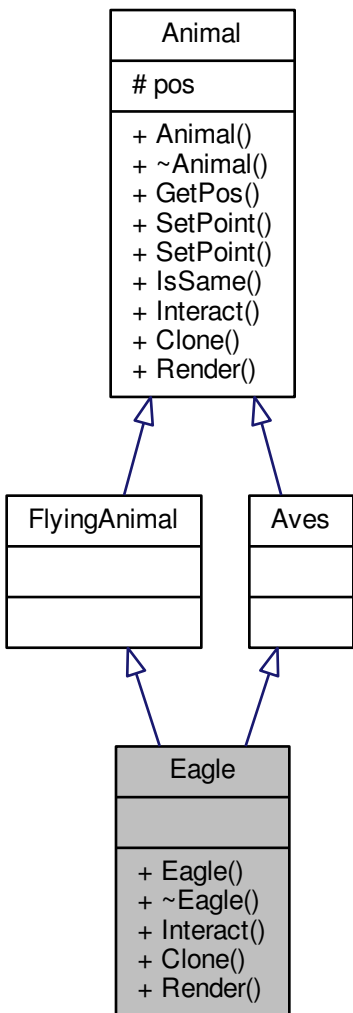 Animal
# pos
+ Animal()
+ ~Animal()
+ GetPos()
+ SetPoint()
+ SetPoint()
+ IsSame()
+ Interact()
+ Clone()
+ Render()
FlyingAnimal
Aves
Eagle
+ Eagle()
+ ~Eagle()
+ Interact()
+ Clone()
+ Render()